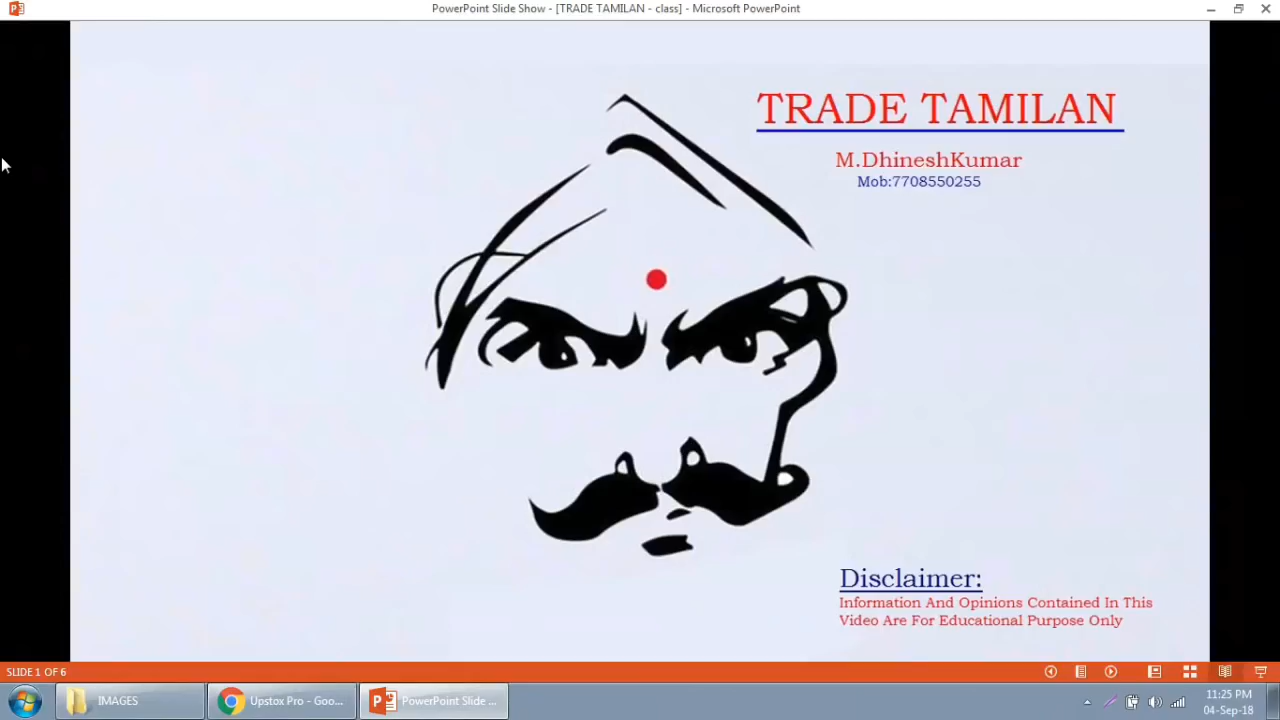 PowerPoint Slide Show - [TRADE TAMILAN - class] - Microsoft PowerPoint
TRADE TAMILAN
M.DhineshKumar
Mob:7708550255
Disclaimer:
Information And Opinions Contained In This
Video Are For Educational Purpose Only
SLIDE 1 OF 6
IMAGES
Upstox Pro - Goo...
PowerPoint Slide ...
11:25 PM
04-Sep-18